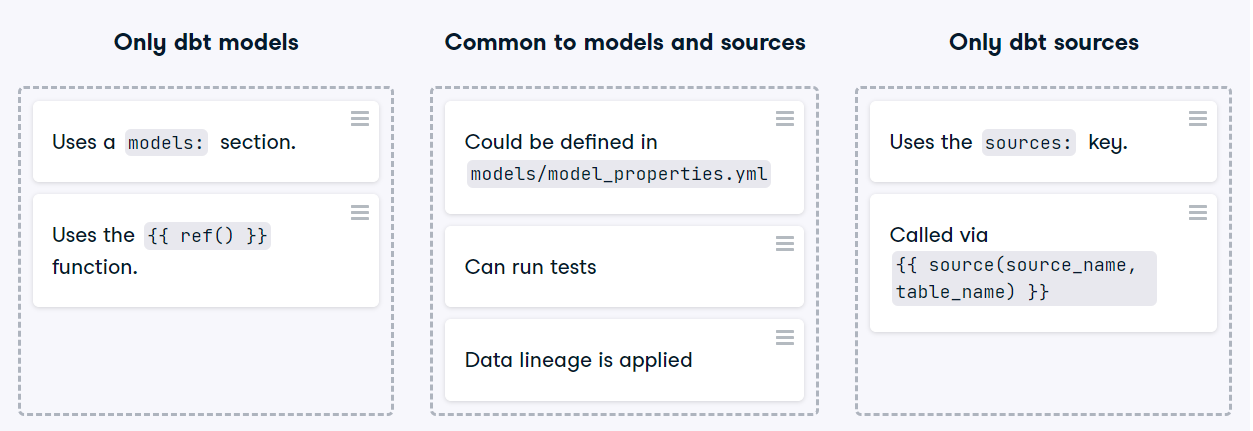 Only dbt models
Uses a models: section.
Uses the {{ ref() }}
function.
Common to models and sources
Could be defined in
models/model_properties.yml
Can run tests
Data lineage is applied
Only dbt sources
Uses the sources: key.
Called via
{{ source(source_name,
table_name) }}